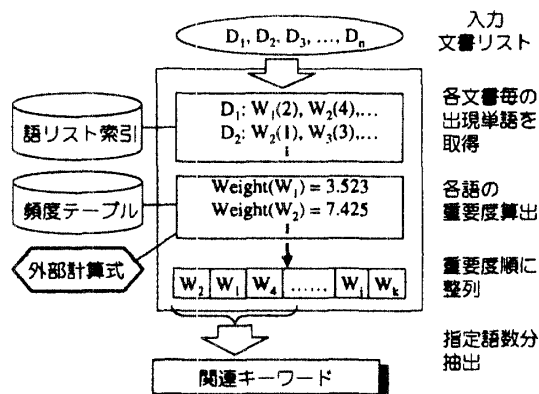 D1, D2, D3, ..., Dn
入力
文書リスト
語リスト索引
D1: W1(2), W2(4),...
D2: W2(1), W3(3),...
各文書毎の
出現単語を
取得
頻度テーブル
Weight(W1) = 3.523
Weight(W2) = 7.425
各語の
重要度算出
外部計算式
W2 W1 W4 ...... Wj Wk
重要度順に
整列
指定語数分
抽出
関連キーワード